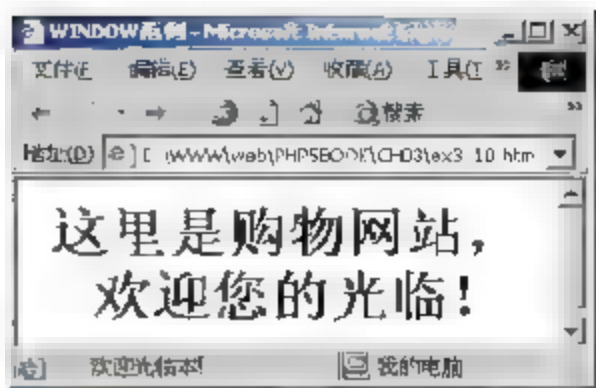 WINDOW范例 - Microsoft Internet
文件(F 编辑(E) 查看(V) 收藏(A) 工具(T »
搜索 »
地址(D) WWW\web\PHP5BOOK\CH03\ex3_10 htm
这里是购物网站，
欢迎您的光临！
欢迎光临本! 我的电脑